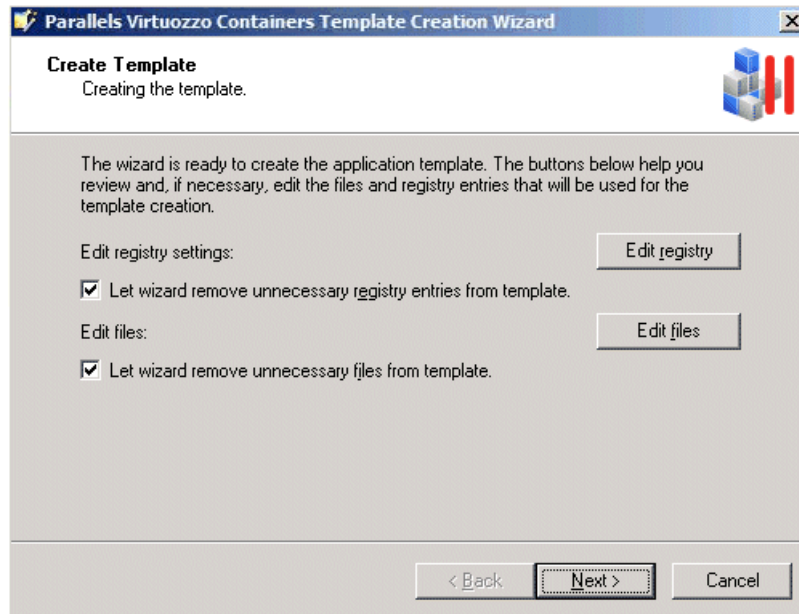 Parallels Virtuozzo Containers Template Creation Wizard
Create Template
Creating the template.
The wizard is ready to create the application template. The buttons below help you
review and, if necessary, edit the files and registry entries that will be used for the
template creation.
Edit registry settings:
Edit registry
Let wizard remove unnecessary registry entries from template.
Edit files:
Edit files
Let wizard remove unnecessary files from template.
< Back
Next >
Cancel